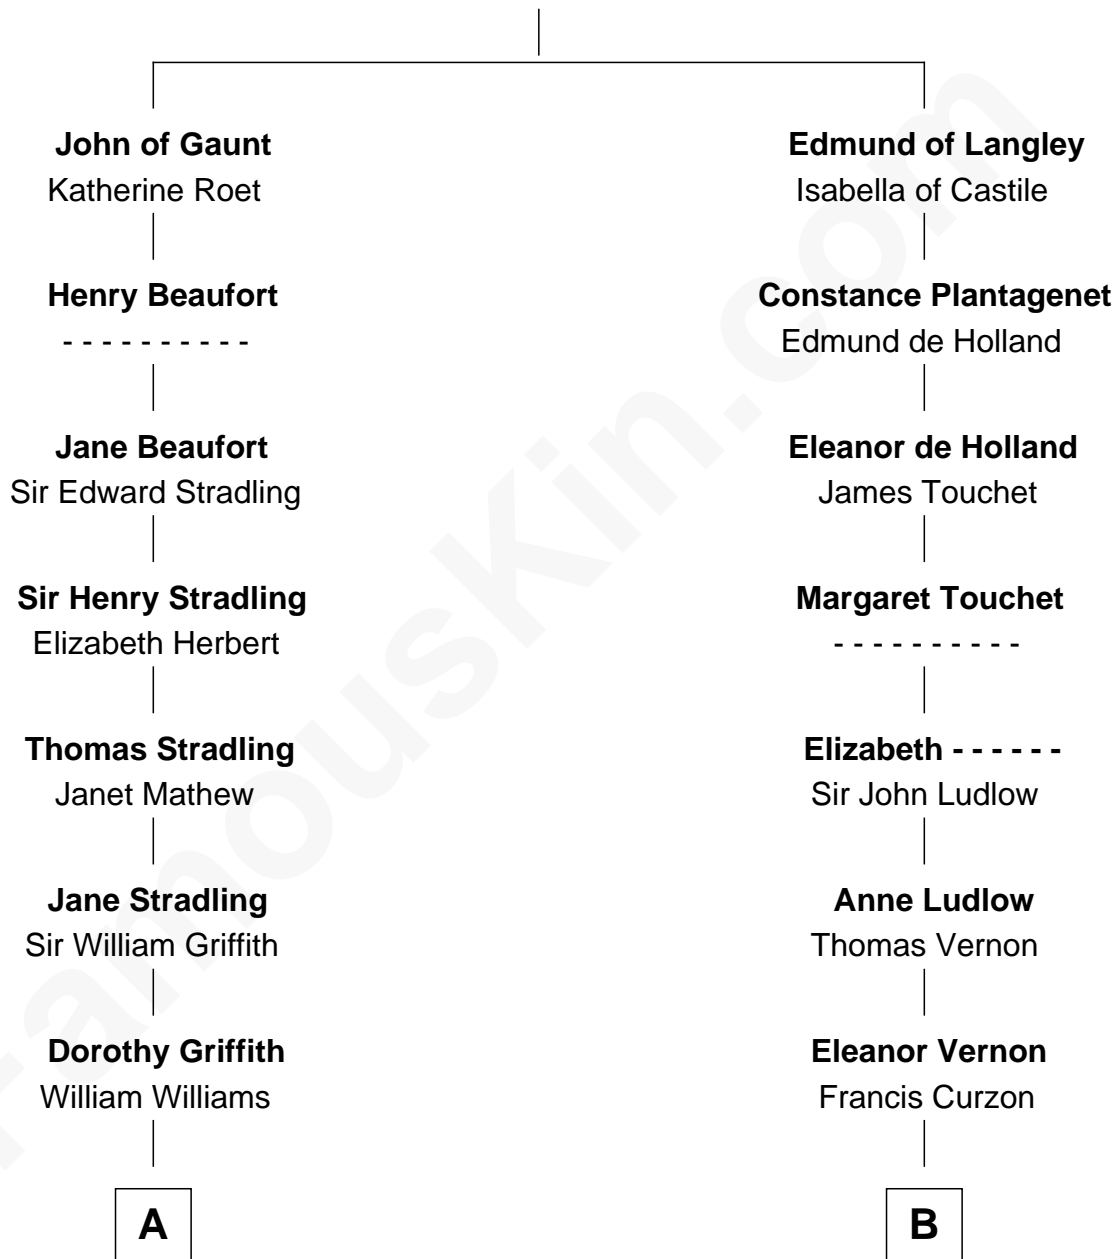 John of Gaunt
Katherine Roet
Henry Beaufort
- - - - - - - - - -
Jane Beaufort
Sir Edward Stradling
Sir Henry Stradling
Elizabeth Herbert
Thomas Stradling
Janet Mathew
Jane Stradling
Sir William Griffith
Dorothy Griffith
William Williams
A
Edmund of Langley
Isabella of Castile
Constance Plantagenet
Edmund de Holland
Eleanor de Holland
James Touchet
Margaret Touchet
- - - - - - - - - -
Elizabeth - - - - - -
Sir John Ludlow
Anne Ludlow
Thomas Vernon
Eleanor Vernon
Francis Curzon
B
FamousKin.com